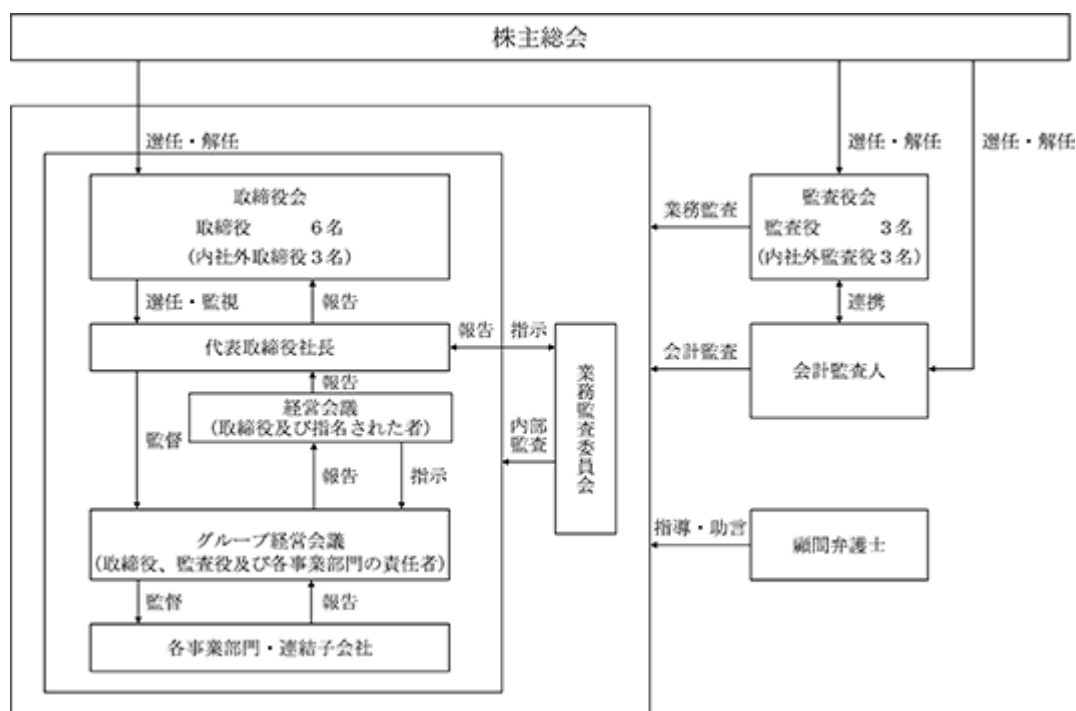 株主総会
選任・解任
選任・解任
選任・解任
取締役会
取締役　　6名
(内社外取締役3名)
業務監査
監査役会
監査役　　3名
(内社外監査役3名)
選任・監視
報告
連携
代表取締役社長
報告
指示
会計監査
会計監査人
報告
経営会議
(取締役及び指名された者)
監督
内部
監査
業務監査委員会
報告
指示
グループ経営会議
(取締役、監査役及び各事業部門の責任者)
指導・助言
顧問弁護士
監督
報告
各事業部門・連結子会社